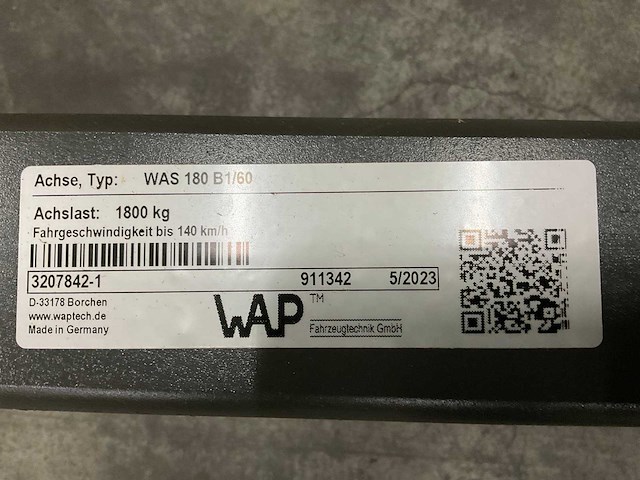 Achse, Typ: WAS 180 B1/60
Achslast: 1800 kg
Fahrgeschwindigkeit bis 140 km/h
3207842-1 911342 5/2023
D-33178 Borchen
www.waptech.de
Made in Germany
WAP™
Fahrzeugtechnik GmbH